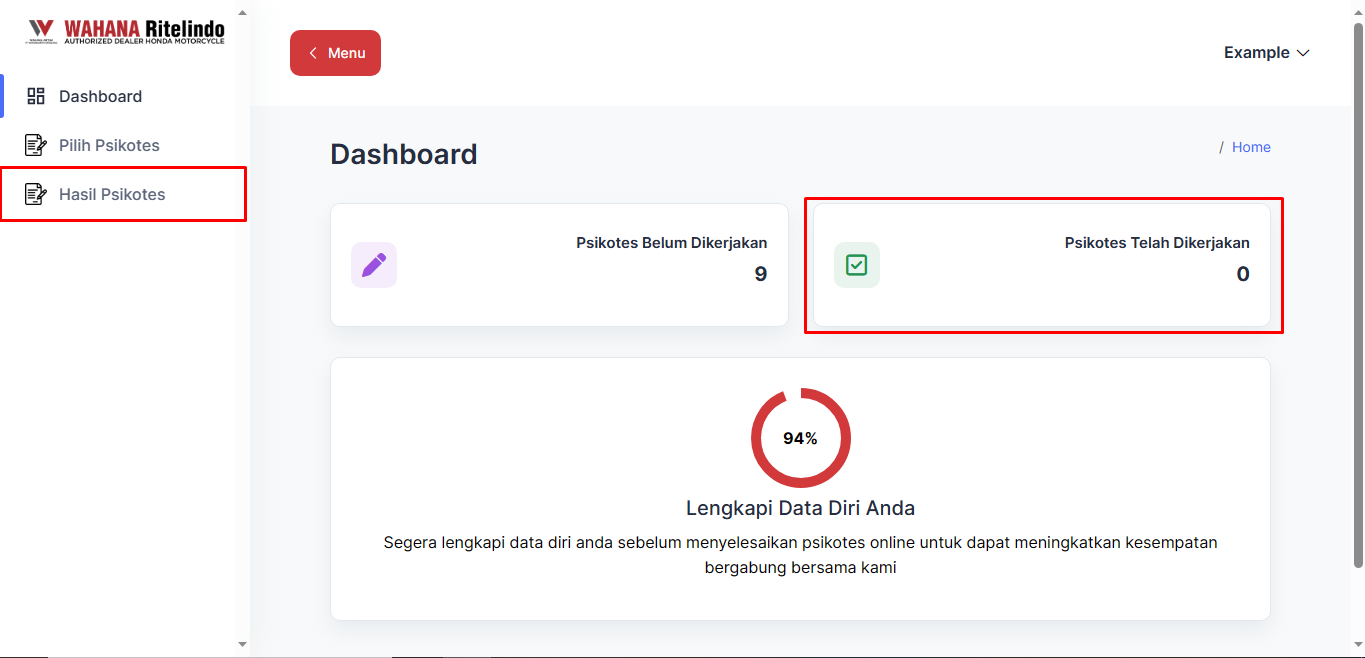 WAHANA Ritelindo
AUTHORIZED DEALER HONDA MOTORCYCLE
Dashboard
Pilih Psikotes
Hasil Psikotes
Menu
Example
Dashboard
/ Home
Psikotes Belum Dikerjakan
9
Psikotes Telah Dikerjakan
0
94%
Lengkapi Data Diri Anda
Segera lengkapi data diri anda sebelum menyelesaikan psikotes online untuk dapat meningkatkan kesempatan
bergabung bersama kami